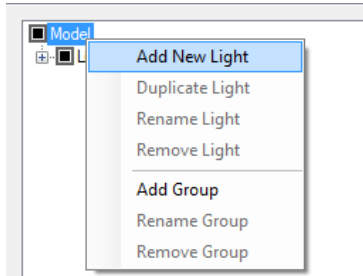 Model
L
Add New Light
Duplicate Light
Rename Light
Remove Light
Add Group
Rename Group
Remove Group